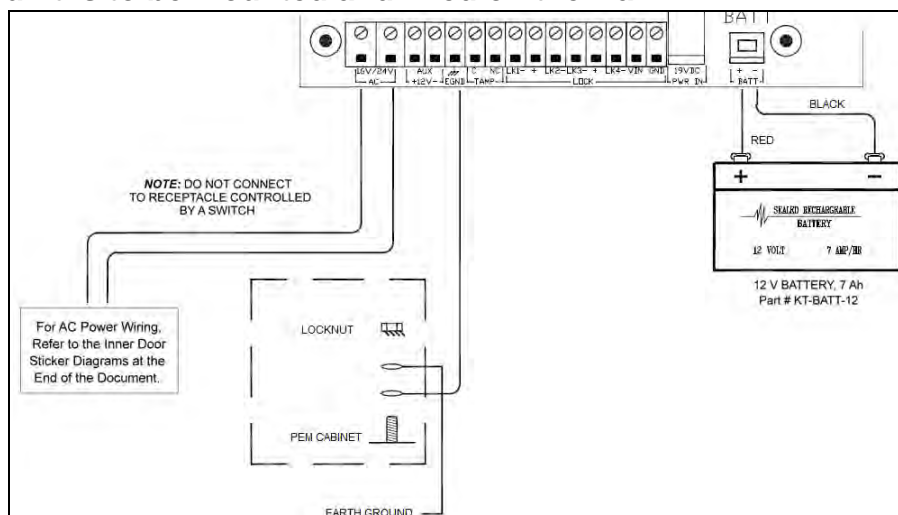 BATT
16V/24V AUX C NC LK1- + LK2-LK3- + LK4- VIN GND 19VDC + -
AC +12V- EGND TAMP LOCK PWR IN BATT
BLACK
RED
NOTE: DO NOT CONNECT
TO RECEPTACLE CONTROLLED
BY A SWITCH
+ -
SEALED RECHARGEABLE
BATTERY
12 VOLT 7 AMP/HR
12 V BATTERY, 7 Ah
Part # KT-BATT-12
For AC Power Wiring,
Refer to the Inner Door
Sticker Diagrams at the
End of the Document.
LOCKNUT
PEM CABINET
EARTH GROUND